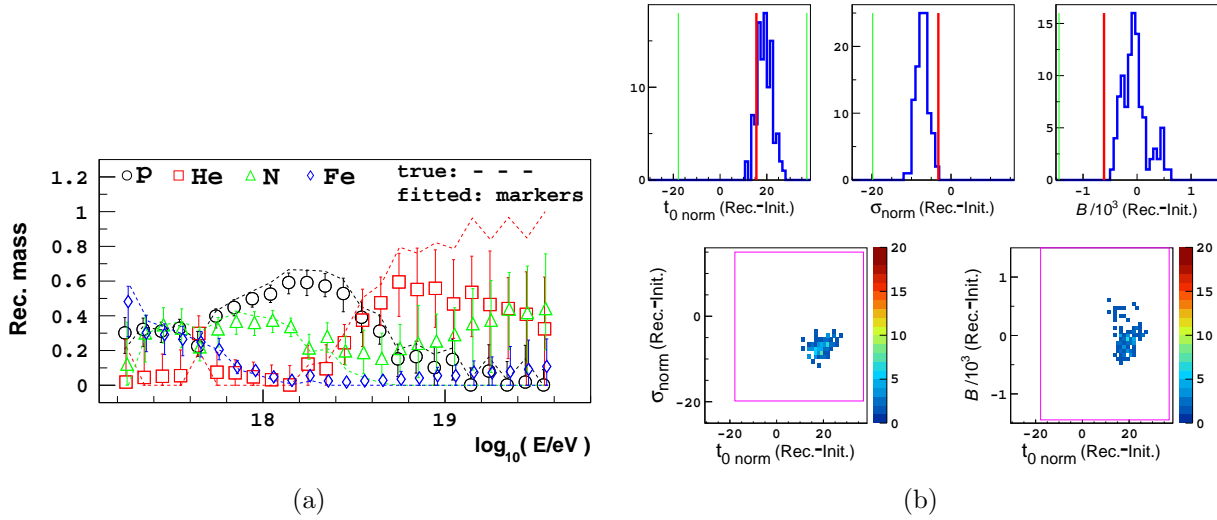 p He N Fe
true: - - -
fitted: markers
Rec. mass
1.2
1
0.8
0.6
0.4
0.2
0
18 19
log10( E/eV )
(a)
10
0
−20 0 20
t0 norm (Rec.−Init.)
20
10
0
−20 0
σnorm (Rec.−Init.)
15
10
5
0
−1 0 1
B /10³ (Rec.−Init.)
σnorm (Rec.−Init.)
0
−20
−20 0 20
t0 norm (Rec.−Init.)
20
15
10
5
0
B /10³ (Rec.−Init.)
1
0
−1
−20 0 20
t0 norm (Rec.−Init.)
20
15
10
5
0
(b)